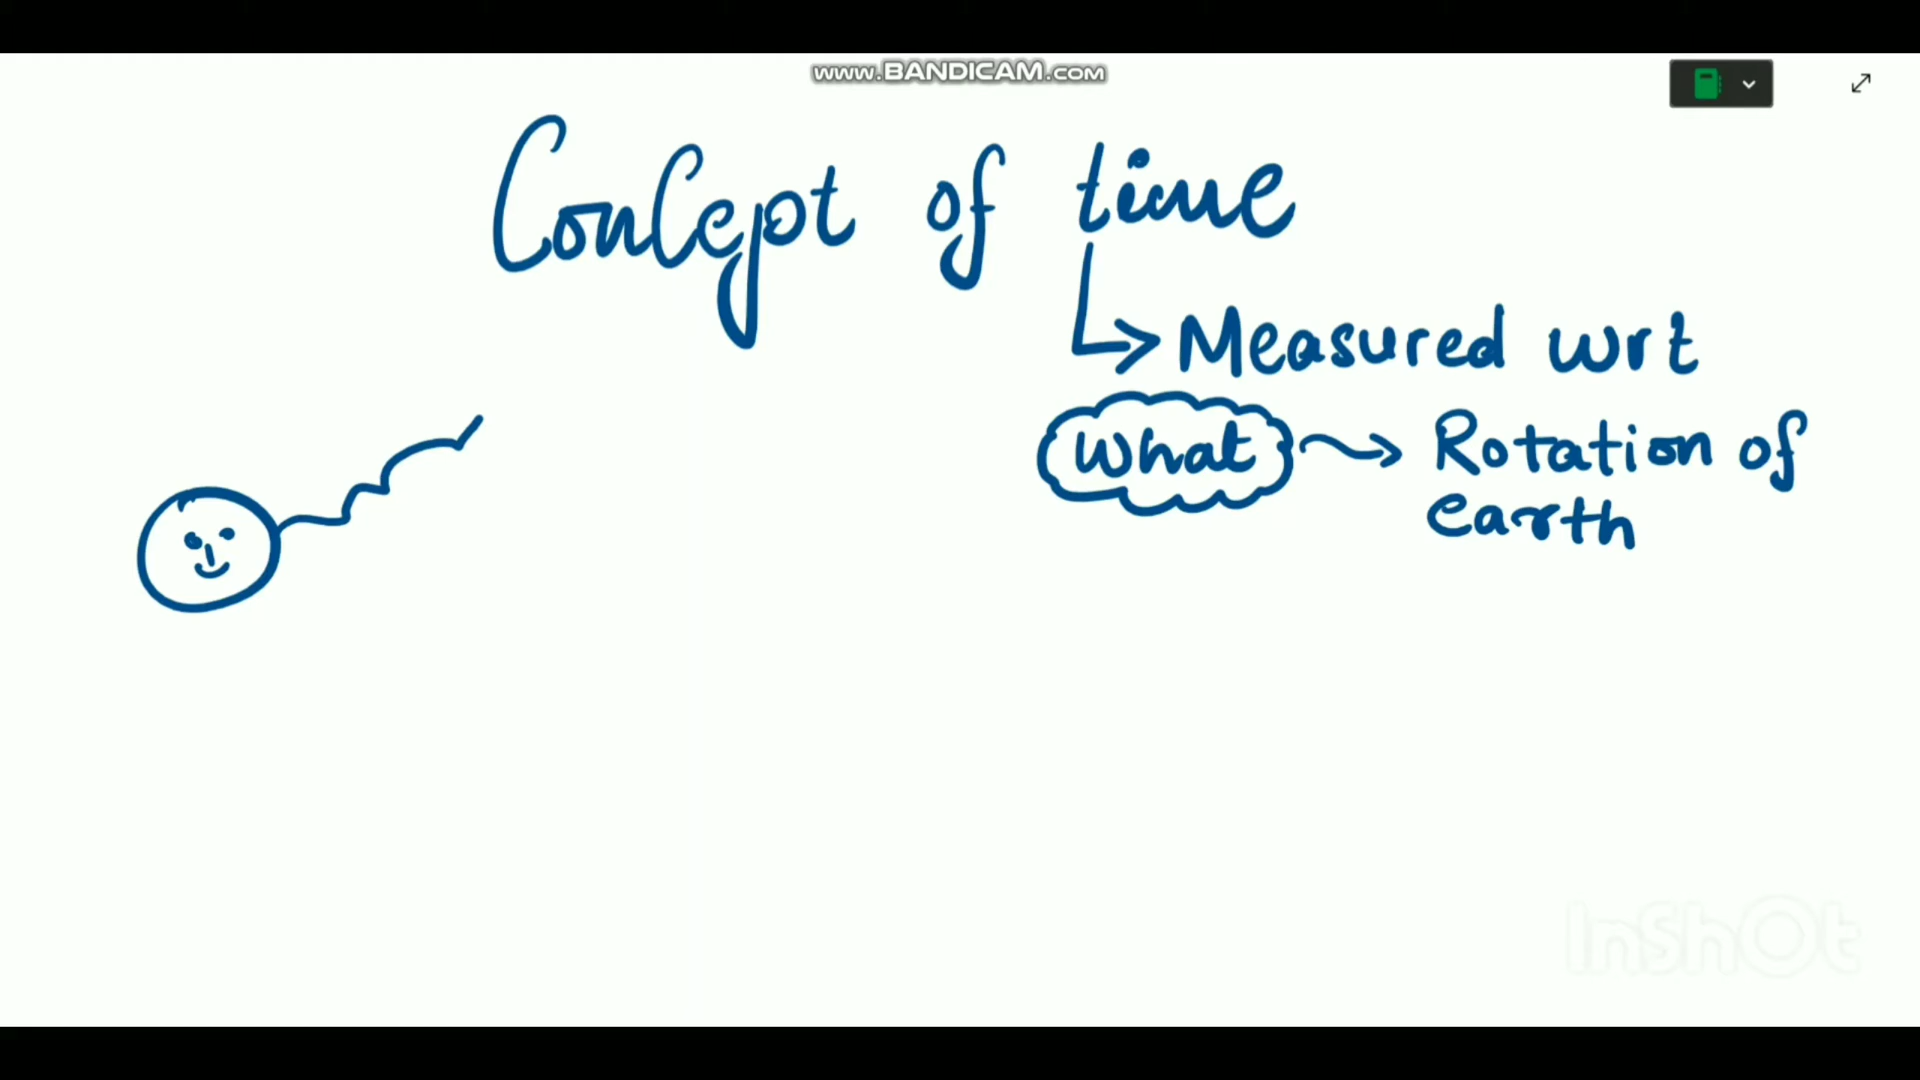 www.BANDICAM.com
Concept of time
Measured wrt
What Rotation of
earth
InShOt